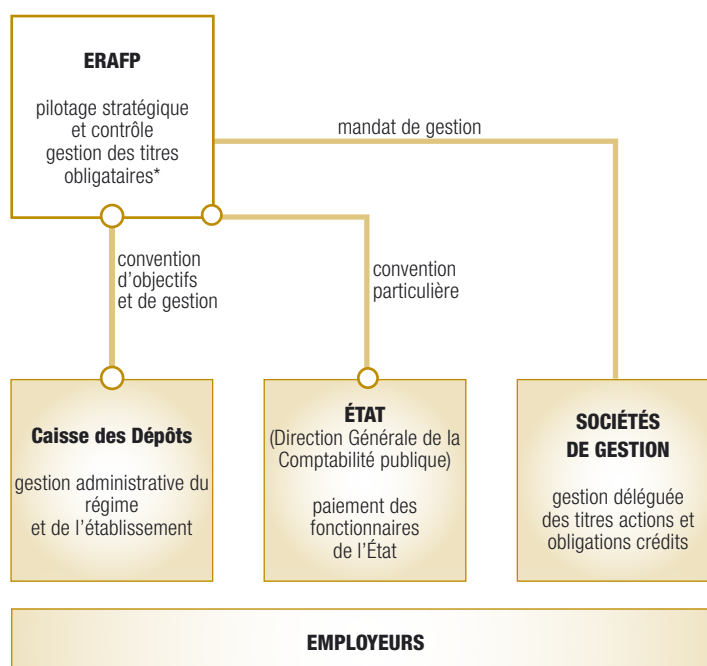 ERAFP
pilotage stratégique
et contrôle
gestion des titres
obligataires*
mandat de gestion
convention
d'objectifs
et de gestion
convention
particulière
Caisse des Dépôts
gestion administrative du
régime
et de l'établissement
ÉTAT
(Direction Générale de la
Comptabilité publique)
paiement des
fonctionnaires
de l'État
SOCIÉTÉS
DE GESTION
gestion déléguée
des titres actions et
obligations crédits
EMPLOYEURS